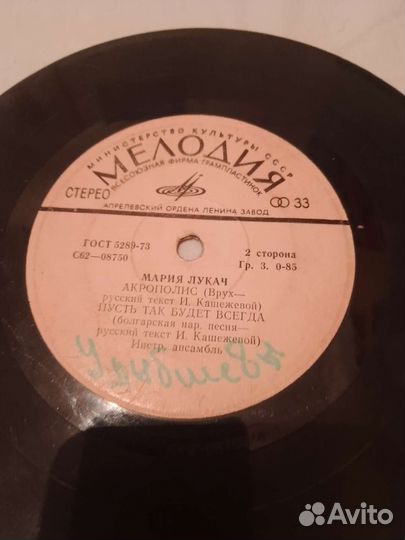 МИНИСТЕРСТВО КУЛЬТУРЫ СССР
МЕЛОДИЯ
ВСЕСОЮЗНАЯ ФИРМА ГРАМПЛАСТИНОК
СТЕРЕО 33
АПРЕЛЕВСКИЙ ОРДЕНА ЛЕНИНА ЗАВОД
ГОСТ 5289-73 2 сторона
С62—08750 Гр. 3. 0-85
МАРИЯ ЛУКАЧ
АКРОПОЛИС (Врух—
русский текст И. Кашежевой)
ПУСТЬ ТАК БУДЕТ ВСЕГДА
(болгарская нар. песня—
русский текст И. Кашежевой)
Инстр. ансамбль
Avito